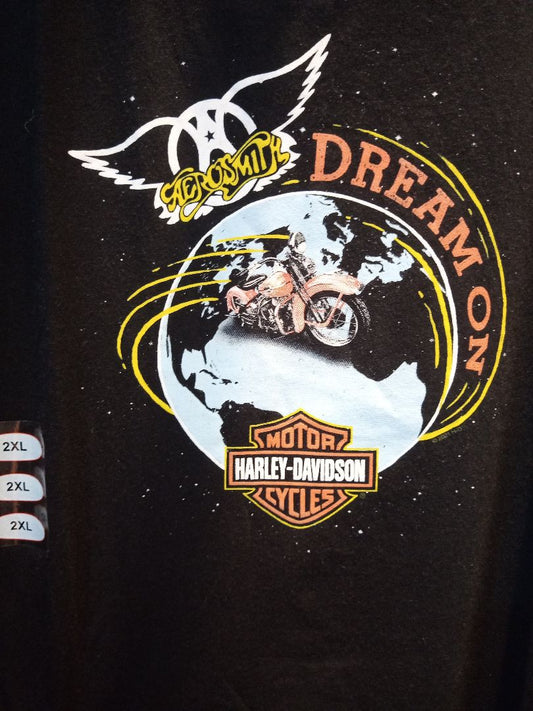 AEROSMITH
DREAM ON
MOTOR
HARLEY-DAVIDSON
CYCLES
2XL
2XL
2XL